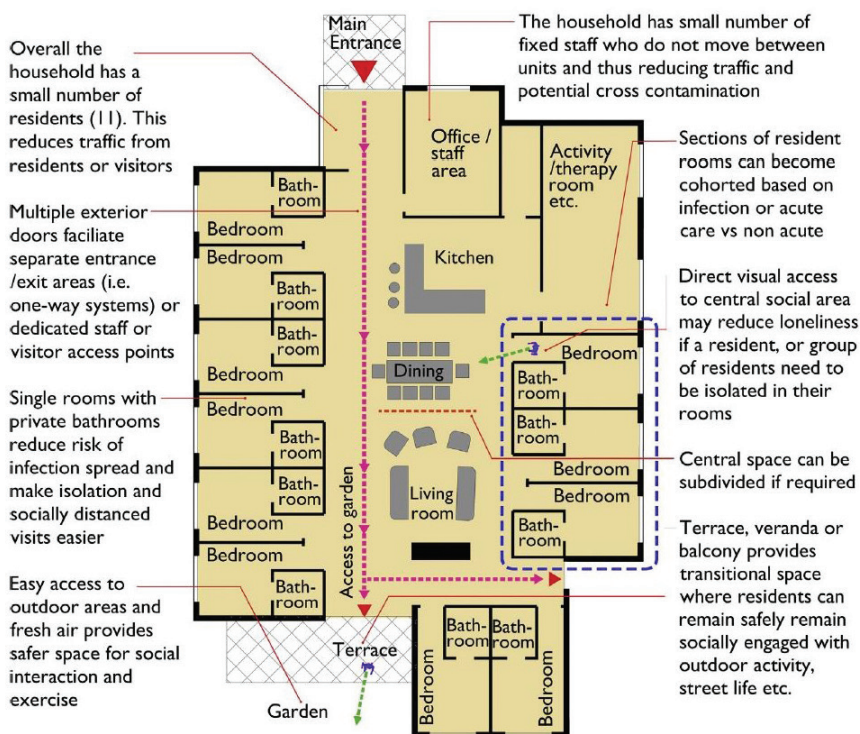 Overall the
household has a
small number of
residents (11). This
reduces traffic from
residents or visitors
Multiple exterior
doors faciliate
separate entrance
/exit areas (i.e.
one-way systems) or
dedicated staff or
visitor access points
Single rooms with
private bathrooms
reduce risk of
infection spread and
make isolation and
socially distanced
visits easier
Easy access to
outdoor areas and
fresh air provides
safer space for social
interaction and
exercise
Main
Entrance
Office /
staff
area
Activity
/therapy
room
etc.
Bath-
room
Bedroom
Bedroom
Bath-
room
Bath-
room
Bedroom
Bedroom
Bath-
room
Bath-
room
Bedroom
Bedroom
Bath-
room
Kitchen
Dining
Living
room
Access to garden
Bedroom
Bath-
room
Bath-
room
Bedroom
Bedroom
Bath-
room
Bath-
room
Bath-
room
Bedroom
Bedroom
Terrace
Garden
The household has small number of
fixed staff who do not move between
units and thus reducing traffic and
potential cross contamination
Sections of resident
rooms can become
cohorted based on
infection or acute
care vs non acute
Direct visual access
to central social area
may reduce loneliness
if a resident, or group
of residents need to
be isolated in their
rooms
Central space can be
subdivided if required
Terrace, veranda or
balcony provides
transitional space
where residents can
remain safely remain
socially engaged with
outdoor activity,
street life etc.